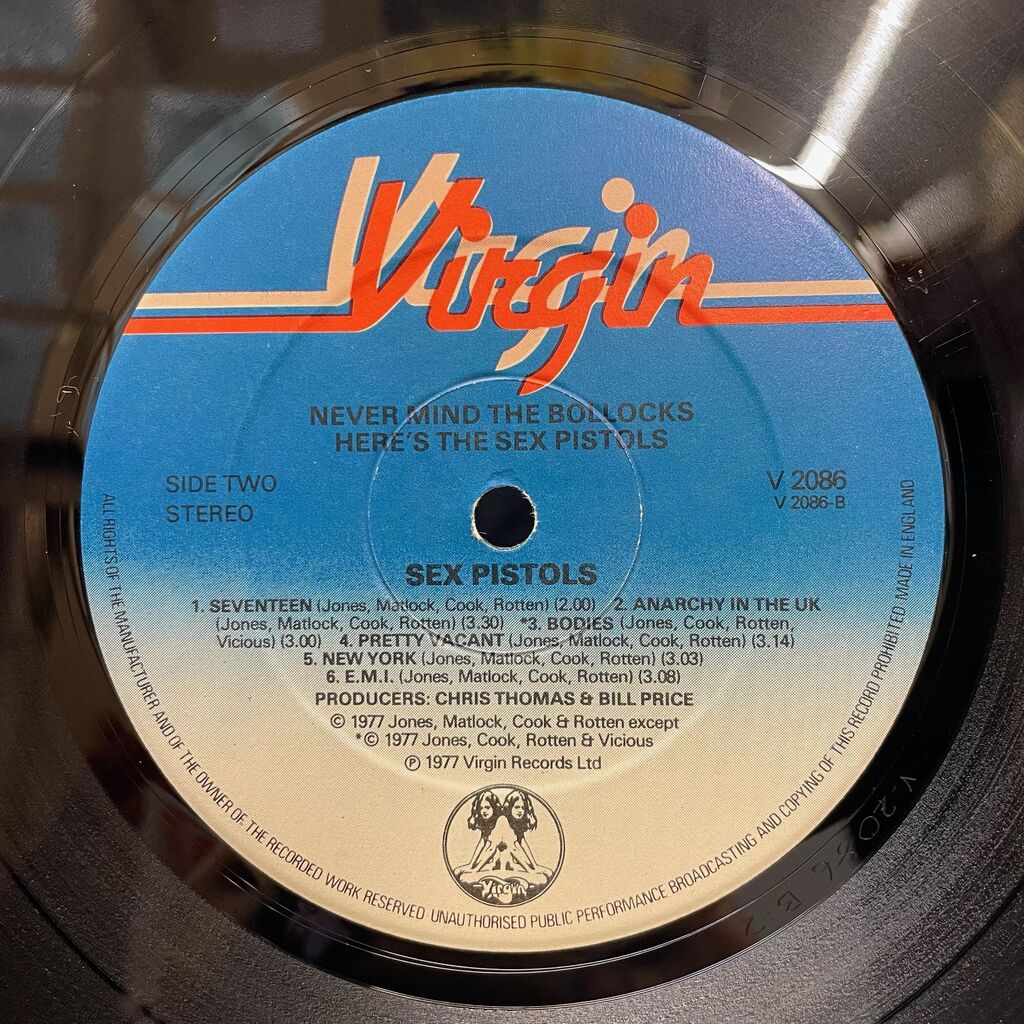 Virgin
NEVER MIND THE BOLLOCKS
HERE'S THE SEX PISTOLS
SIDE TWO
STEREO
V 2086
V 2086-B
SEX PISTOLS
1. SEVENTEEN (Jones, Matlock, Cook, Rotten) (2.00) 2. ANARCHY IN THE UK
(Jones, Matlock, Cook, Rotten) (3.30) *3. BODIES (Jones, Cook, Rotten,
Vicious) (3.00) 4. PRETTY VACANT (Jones, Matlock, Cook, Rotten) (3.14)
5. NEW YORK (Jones, Matlock, Cook, Rotten) (3.03)
6. E.M.I. (Jones, Matlock, Cook, Rotten) (3.08)
PRODUCERS: CHRIS THOMAS & BILL PRICE
© 1977 Jones, Matlock, Cook & Rotten except
*© 1977 Jones, Cook, Rotten & Vicious
℗ 1977 Virgin Records Ltd
Virgin
ALL RIGHTS OF THE MANUFACTURER AND OF THE OWNER OF THE RECORDED WORK RESERVED · UNAUTHORISED PUBLIC PERFORMANCE BROADCASTING AND COPYING OF THIS RECORD PROHIBITED MADE IN ENGLAND
V·2086 B-2